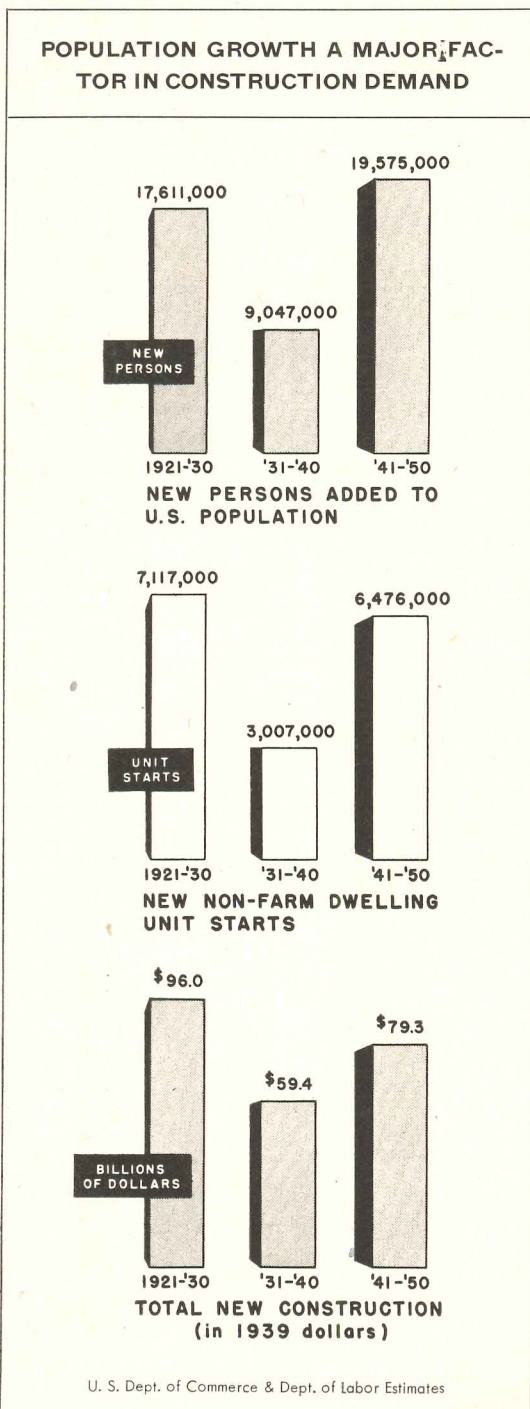 POPULATION GROWTH A MAJOR FAC-
TOR IN CONSTRUCTION DEMAND
19,575,000
17,611,000
9,047,000
NEW
PERSONS
1921-'30 '31-'40 '41-'50
NEW PERSONS ADDED TO
U.S. POPULATION
7,117,000
6,476,000
3,007,000
UNIT
STARTS
1921-'30 '31-'40 '41-'50
NEW NON-FARM DWELLING
UNIT STARTS
$96.0
$79.3
$59.4
BILLIONS
OF DOLLARS
1921-'30 '31-'40 '41-'50
TOTAL NEW CONSTRUCTION
(in 1939 dollars)
U. S. Dept. of Commerce & Dept. of Labor Estimates